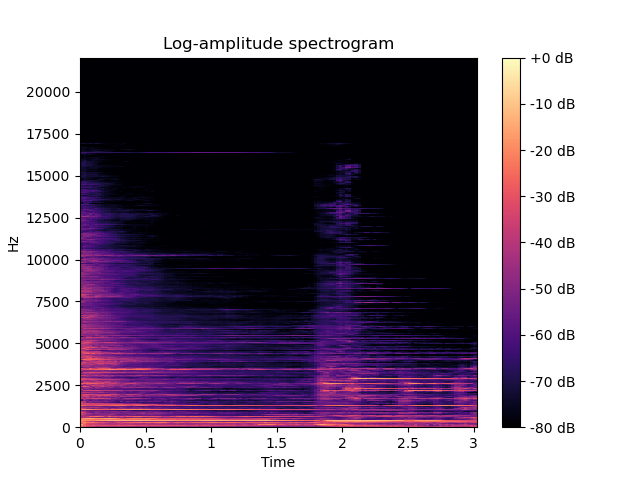 Log-amplitude spectrogram
Hz
20000
17500
15000
12500
10000
7500
5000
2500
0
0 0.5 1 1.5 2 2.5 3
Time
+0 dB
-10 dB
-20 dB
-30 dB
-40 dB
-50 dB
-60 dB
-70 dB
-80 dB